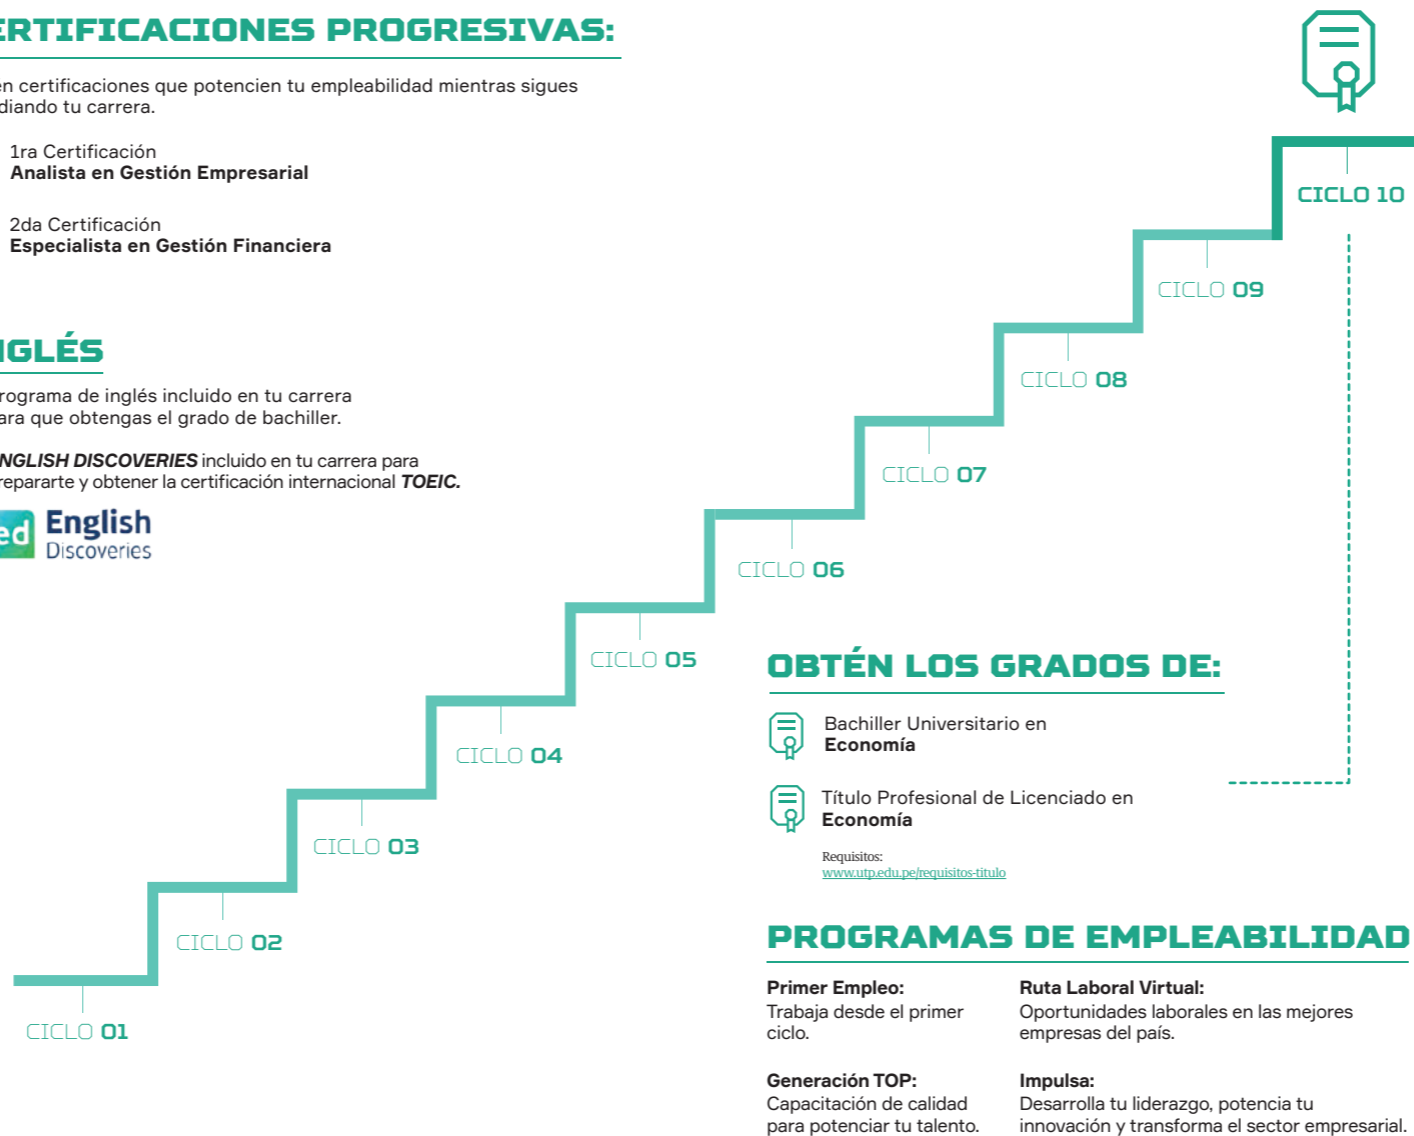 ERTIFICACIONES PROGRESIVAS:
én certificaciones que potencien tu empleabilidad mientras sigues
diando tu carrera.
1ra Certificación
Analista en Gestión Empresarial
2da Certificación
Especialista en Gestión Financiera
NGLÉS
rograma de inglés incluido en tu carrera
ara que obtengas el grado de bachiller.
NGLISH DISCOVERIES incluido en tu carrera para
repararte y obtener la certificación internacional TOEIC.
ed English
Discoveries
CICLO 10
CICLO 09
CICLO 08
CICLO 07
CICLO 06
CICLO 05
CICLO 04
CICLO 03
CICLO 02
CICLO 01
OBTÉN LOS GRADOS DE:
Bachiller Universitario en
Economía
Título Profesional de Licenciado en
Economía
Requisitos:
www.utp.edu.pe/requisitos-titulo
PROGRAMAS DE EMPLEABILIDAD
Primer Empleo:
Trabaja desde el primer
ciclo.
Ruta Laboral Virtual:
Oportunidades laborales en las mejores
empresas del país.
Generación TOP:
Capacitación de calidad
para potenciar tu talento.
Impulsa:
Desarrolla tu liderazgo, potencia tu
innovación y transforma el sector empresarial.